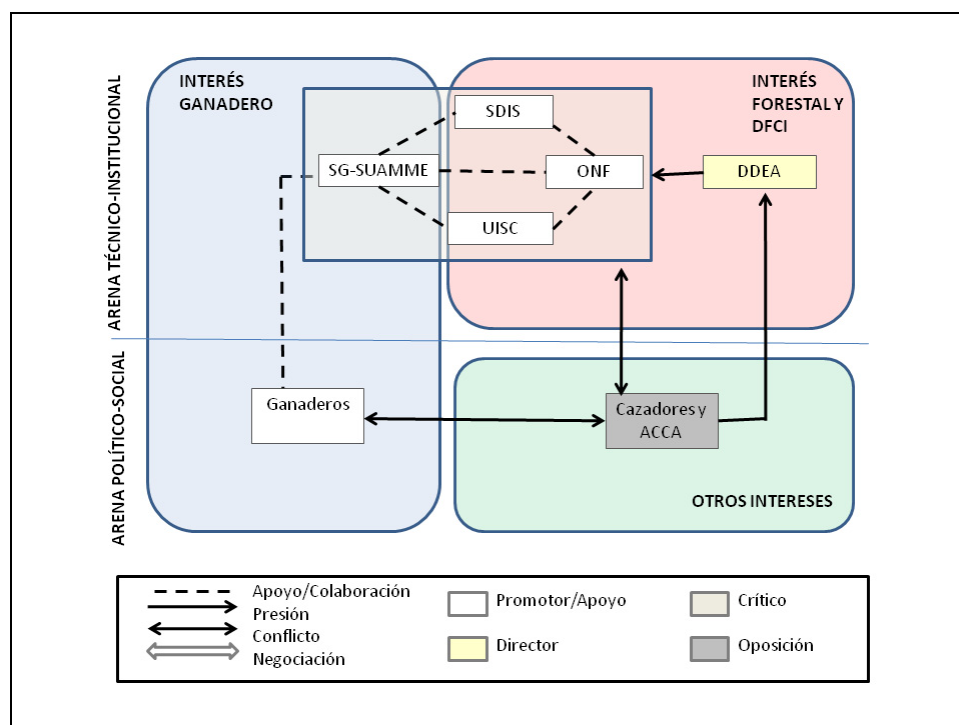 ARENA TÉCNICO-INSTITUCIONAL
INTERÉS
GANADERO
INTERÉS
FORESTAL Y
DFCI
SDIS
SG-SUAMME
ONF
DDEA
UISC
ARENA POLÍTICO-SOCIAL
Ganaderos
Cazadores y
ACCA
OTROS INTERESES
Apoyo/Colaboración
Presión
Conflicto
Negociación
Promotor/Apoyo
Director
Crítico
Oposición